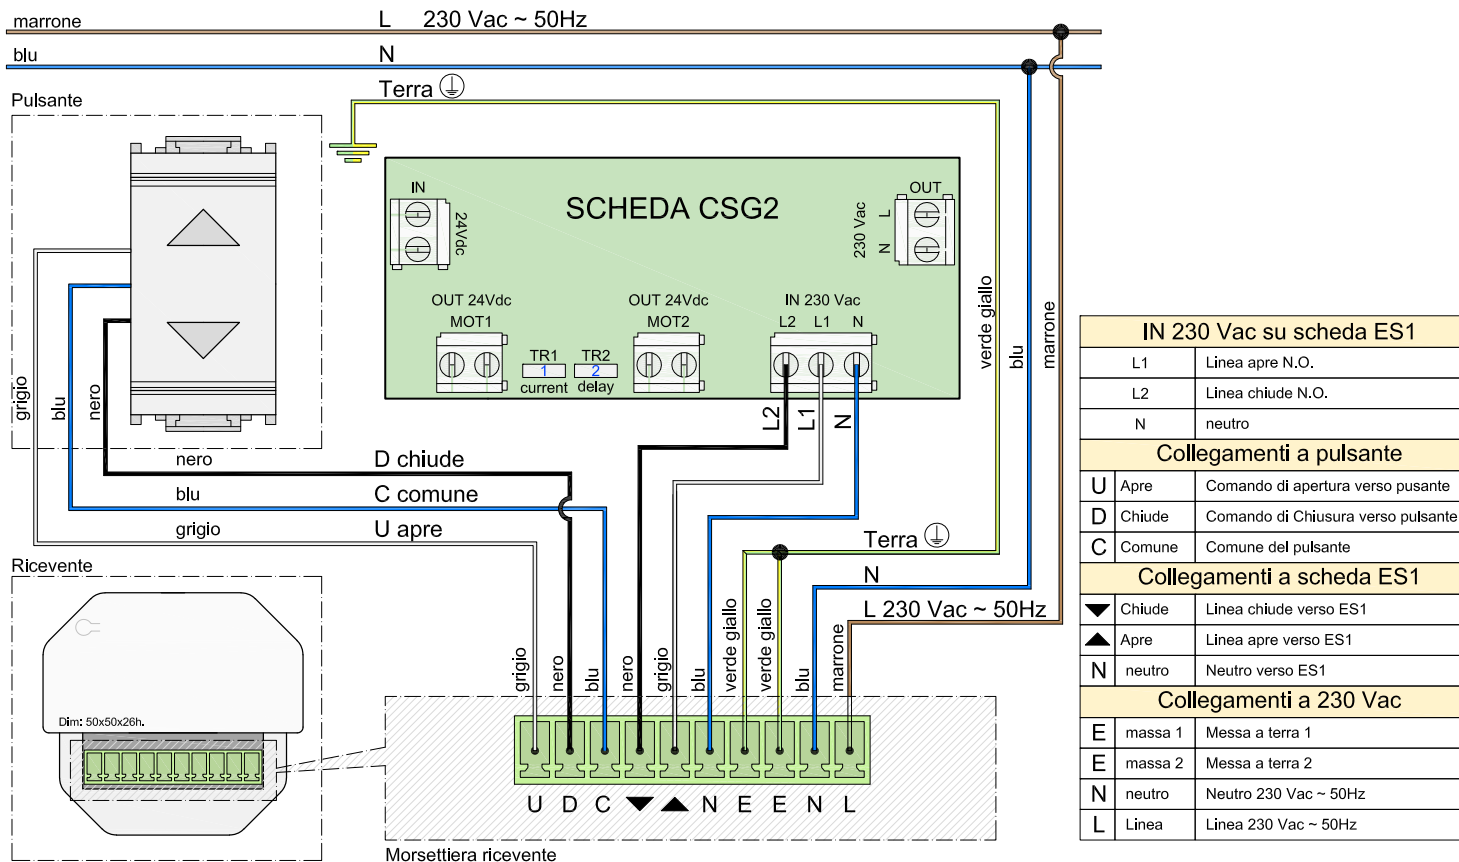 marrone
L 230 Vac ~ 50Hz
blu
N
Terra
Pulsante
IN
24Vdc
SCHEDA CSG2
OUT
230 Vac
L
N
OUT 24Vdc
MOT1
TR1
1
current
TR2
2
delay
OUT 24Vdc
MOT2
IN 230 Vac
L2 L1 N
L2
L1
N
verde giallo
blu
marrone
grigio
blu
nero
nero
D chiude
blu
C comune
grigio
U apre
Terra
N
L 230 Vac ~ 50Hz
Ricevente
Dim: 50x50x26h.
grigio
nero
blu
nero
grigio
blu
verde giallo
verde giallo
blu
marrone
U D C ▼ ▲ N E E N L
Morsettiera ricevente
IN 230 Vac su scheda ES1
L1 Linea apre N.O.
L2 Linea chiude N.O.
N neutro
Collegamenti a pulsante
U Apre Comando di apertura verso pusante
D Chiude Comando di Chiusura verso pulsante
C Comune Comune del pulsante
Collegamenti a scheda ES1
▼ Chiude Linea chiude verso ES1
▲ Apre Linea apre verso ES1
N neutro Neutro verso ES1
Collegamenti a 230 Vac
E massa 1 Messa a terra 1
E massa 2 Messa a terra 2
N neutro Neutro 230 Vac ~ 50Hz
L Linea Linea 230 Vac ~ 50Hz